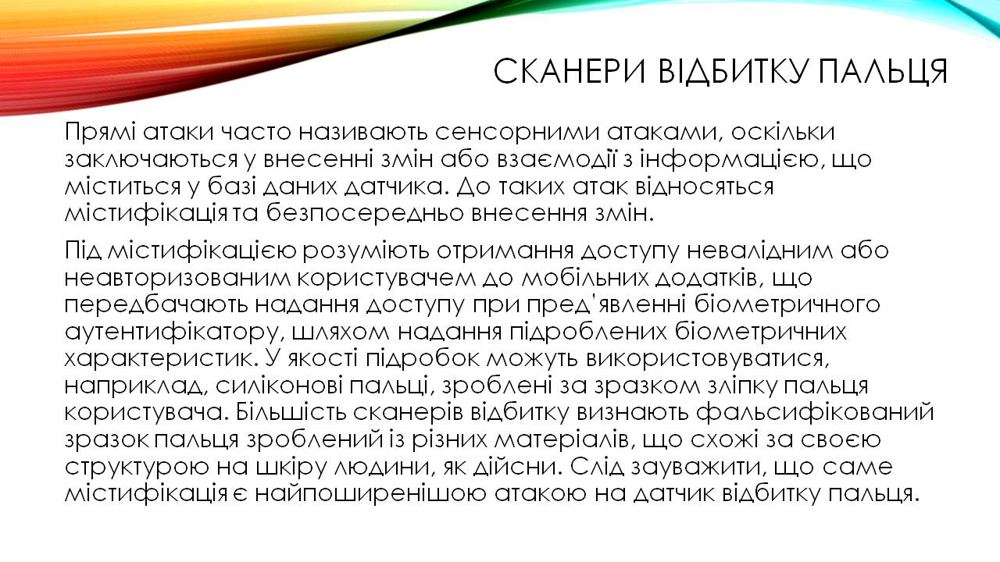 СКАНЕРИ ВІДБИТКУ ПАЛЬЦЯ
Прямі атаки часто називають сенсорними атаками, оскільки
заключаються у внесенні змін або взаємодії з інформацією, що
міститься у базі даних датчика. До таких атак відносяться
містифікація та безпосередньо внесення змін.
Під містифікацією розуміють отримання доступу невалідним або
неавторизованим користувачем до мобільних додатків, що
передбачають надання доступу при пред'явленні біометричного
аутентифікатору, шляхом надання підроблених біометричних
характеристик. У якості підробок можуть використовуватися,
наприклад, силіконові пальці, зроблені за зразком зліпку пальця
користувача. Більшість сканерів відбитку визнають фальсифікований
зразок пальця зроблений із різних матеріалів, що схожі за своєю
структурою на шкіру людини, як дійсни. Слід зауважити, що саме
містифікація є найпоширенішою атакою на датчик відбитку пальця.